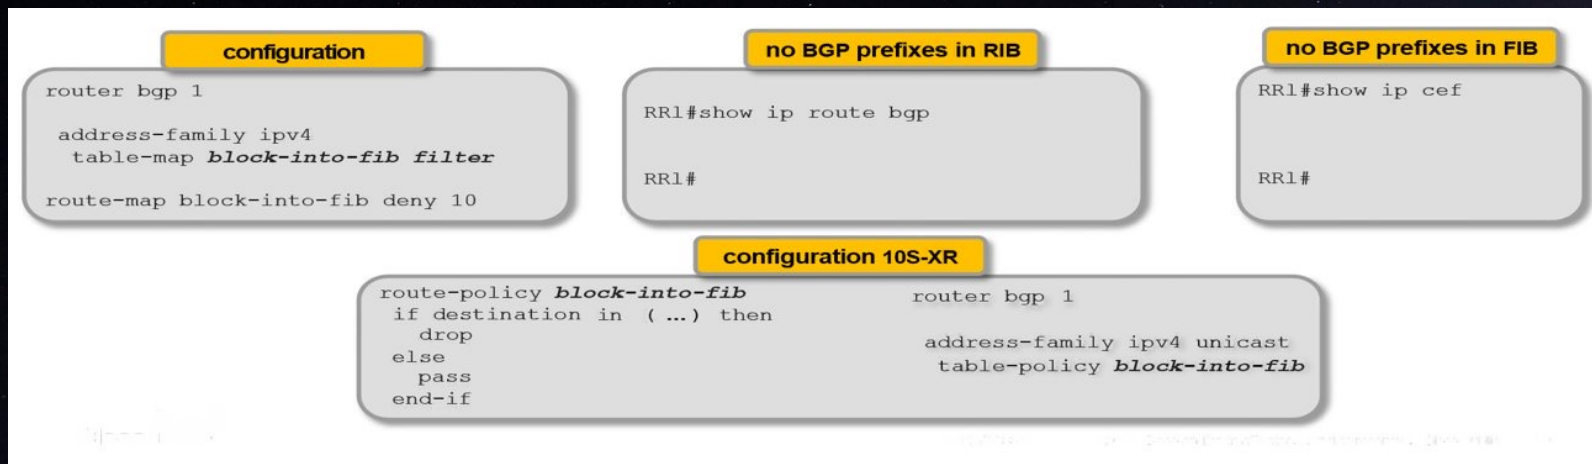 configuration
router bgp 1
address-family ipv4
table-map block-into-fib filter
route-map block-into-fib deny 10
no BGP prefixes in RIB
RR1#show ip route bgp
RR1#
no BGP prefixes in FIB
RR1#show ip cef
RR1#
configuration 10S-XR
route-policy block-into-fib
if destination in (...) then
drop
else
pass
end-if
router bgp 1
address-family ipv4 unicast
table-policy block-into-fib